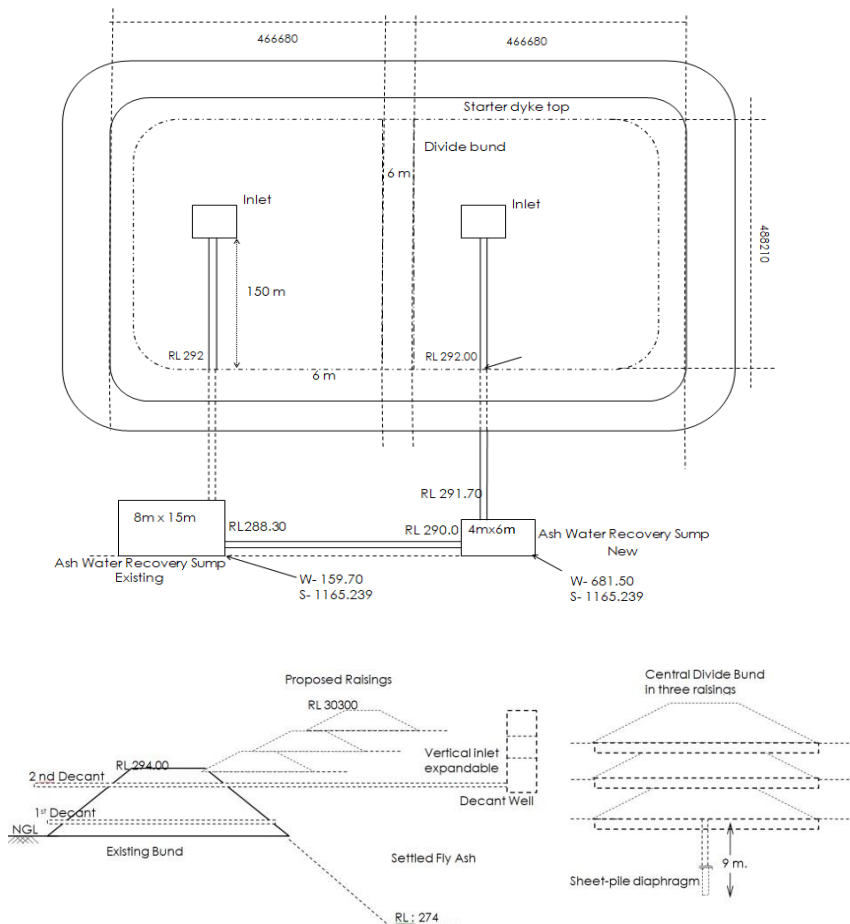 466680
466680
Starter dyke top
Divide bund
6 m
Inlet
Inlet
488210
150 m
RL 292
RL 292.00
6 m
RL 291.70
8m x 15m
RL288.30
RL 290.0
4mx6m
Ash Water Recovery Sump
New
Ash Water Recovery Sump
Existing
W- 159.70
S- 1165.239
W- 681.50
S- 1165.239
Proposed Raisings
RL 30300
Central Divide Bund
in three raisings
RL 294.00
Vertical inlet
expandable
2 nd Decant
Decant Well
1st Decant
NGL
Existing Bund
Settled Fly Ash
9 m.
Sheet-pile diaphragm
RL : 274